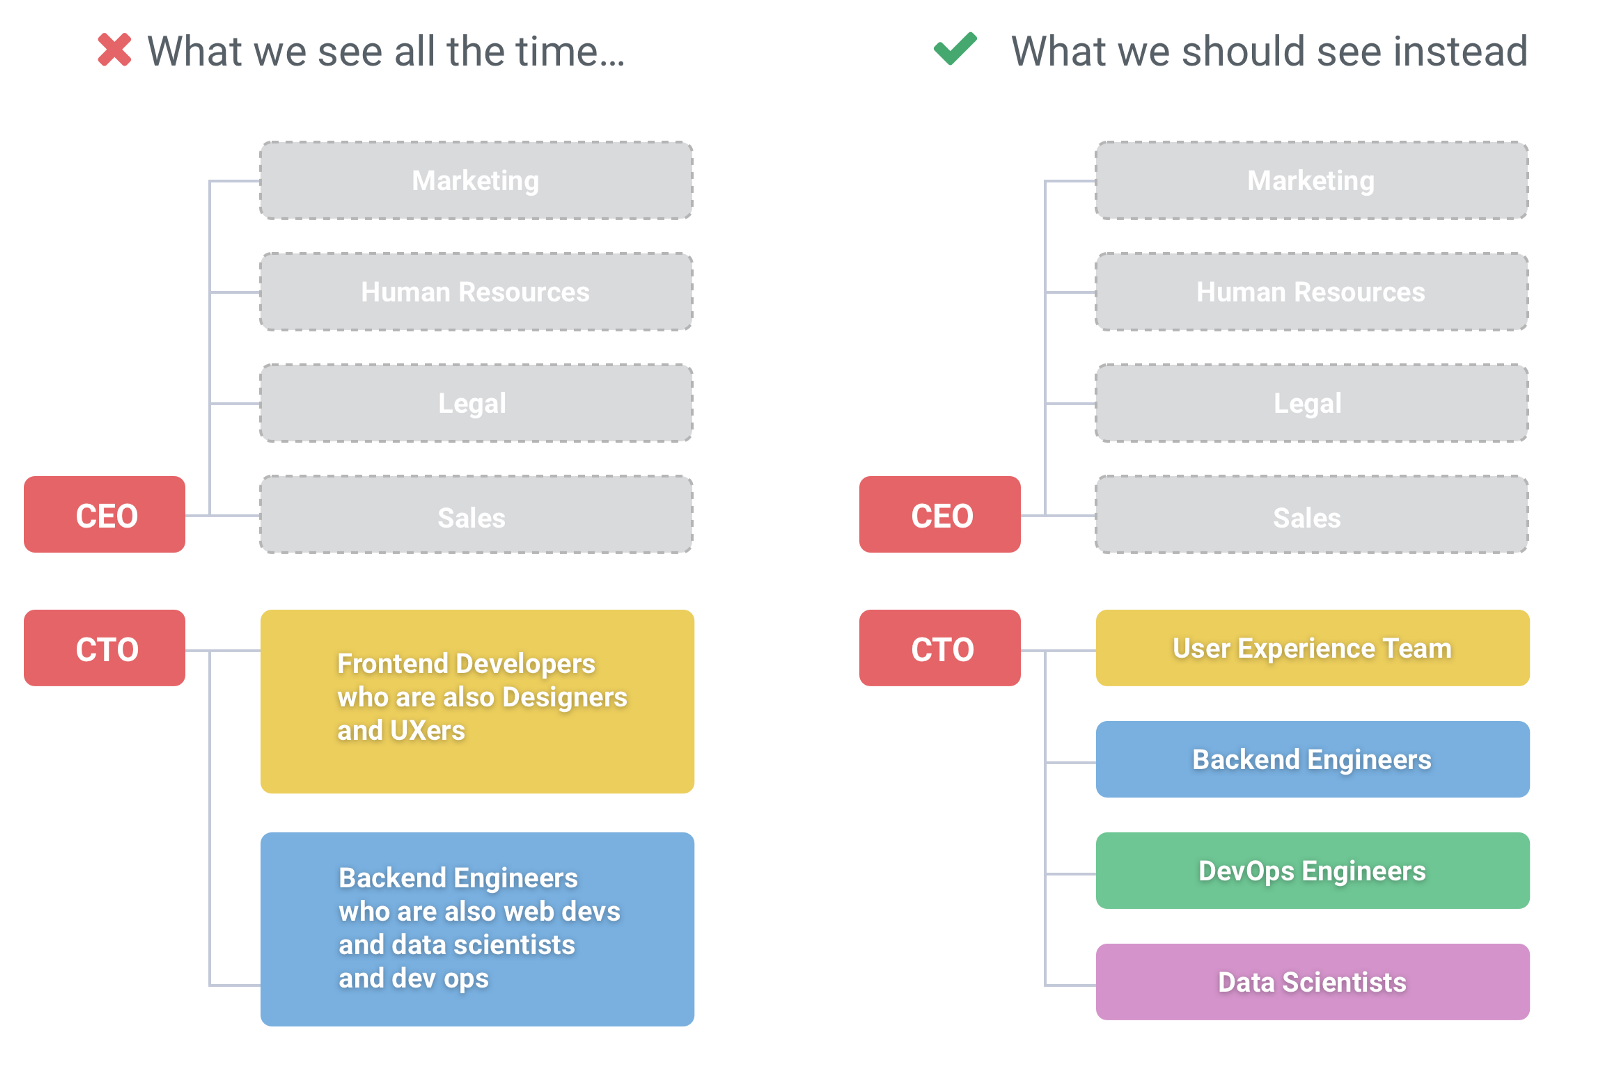 What we see all the time...
Marketing
Human Resources
Legal
Sales
CEO
CTO
Frontend Developers
who are also Designers
and UXers
Backend Engineers
who are also web devs
and data scientists
and dev ops
What we should see instead
Marketing
Human Resources
Legal
Sales
CEO
CTO
User Experience Team
Backend Engineers
DevOps Engineers
Data Scientists